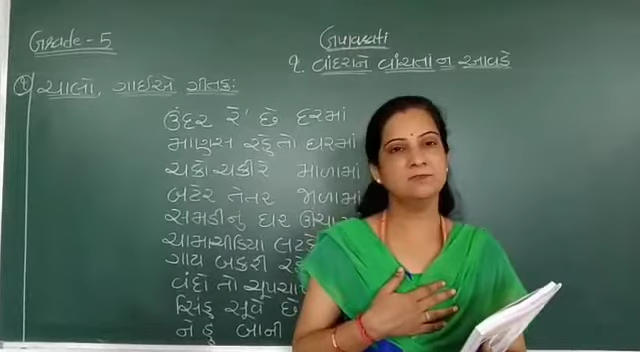 Grade - 5
Gujarati
૧. વાંદરાને વાંચતાં ન આવડે
(૧) ચાલો, ગાઈએ ગીતડું:
ઉંદર રે' છે દરમાં
માણસ રહે તો ઘરમાં
ચકા ચકી રે માળામાં
બટેર તેતર જાળામાં
સમડીનું ઘર ઊંચા
ચામાચીડિયાં લટકે
ગાય બકરી
વંદો તો ચૂપચાપ
સિંહ સૂવે છે
ને હું બાની